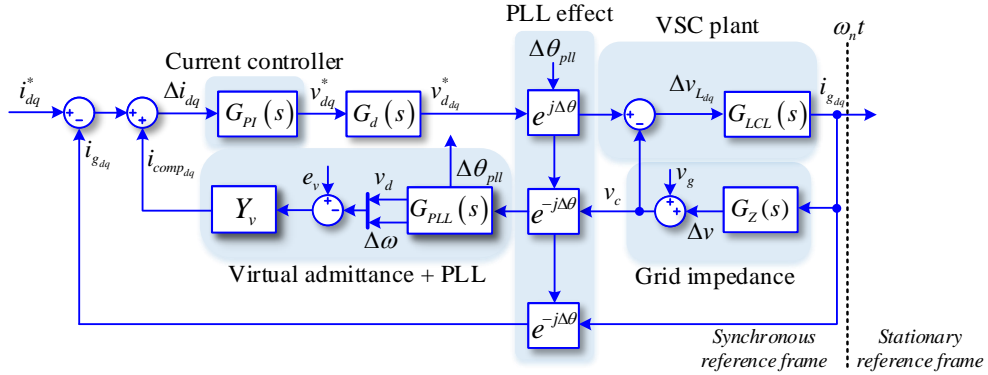 PLL effect
VSC plant
ω_n t
Current controller
Δθ_pll
i*_dq
Δi_dq
v*_dq
v*_d_dq
Δv_L_dq
i_g_dq
+ −
+ +
G_PI(s)
G_d(s)
e^{jΔθ}
+ −
G_LCL(s)
i_g_dq
i_comp_dq
Δθ_pll
e_v
v_d
v_c
v_g
Y_v
+ −
G_PLL(s)
e^{−jΔθ}
+ +
G_Z(s)
Δω
Δv
Virtual admittance + PLL
Grid impedance
e^{−jΔθ}
Synchronous
reference frame
Stationary
reference frame